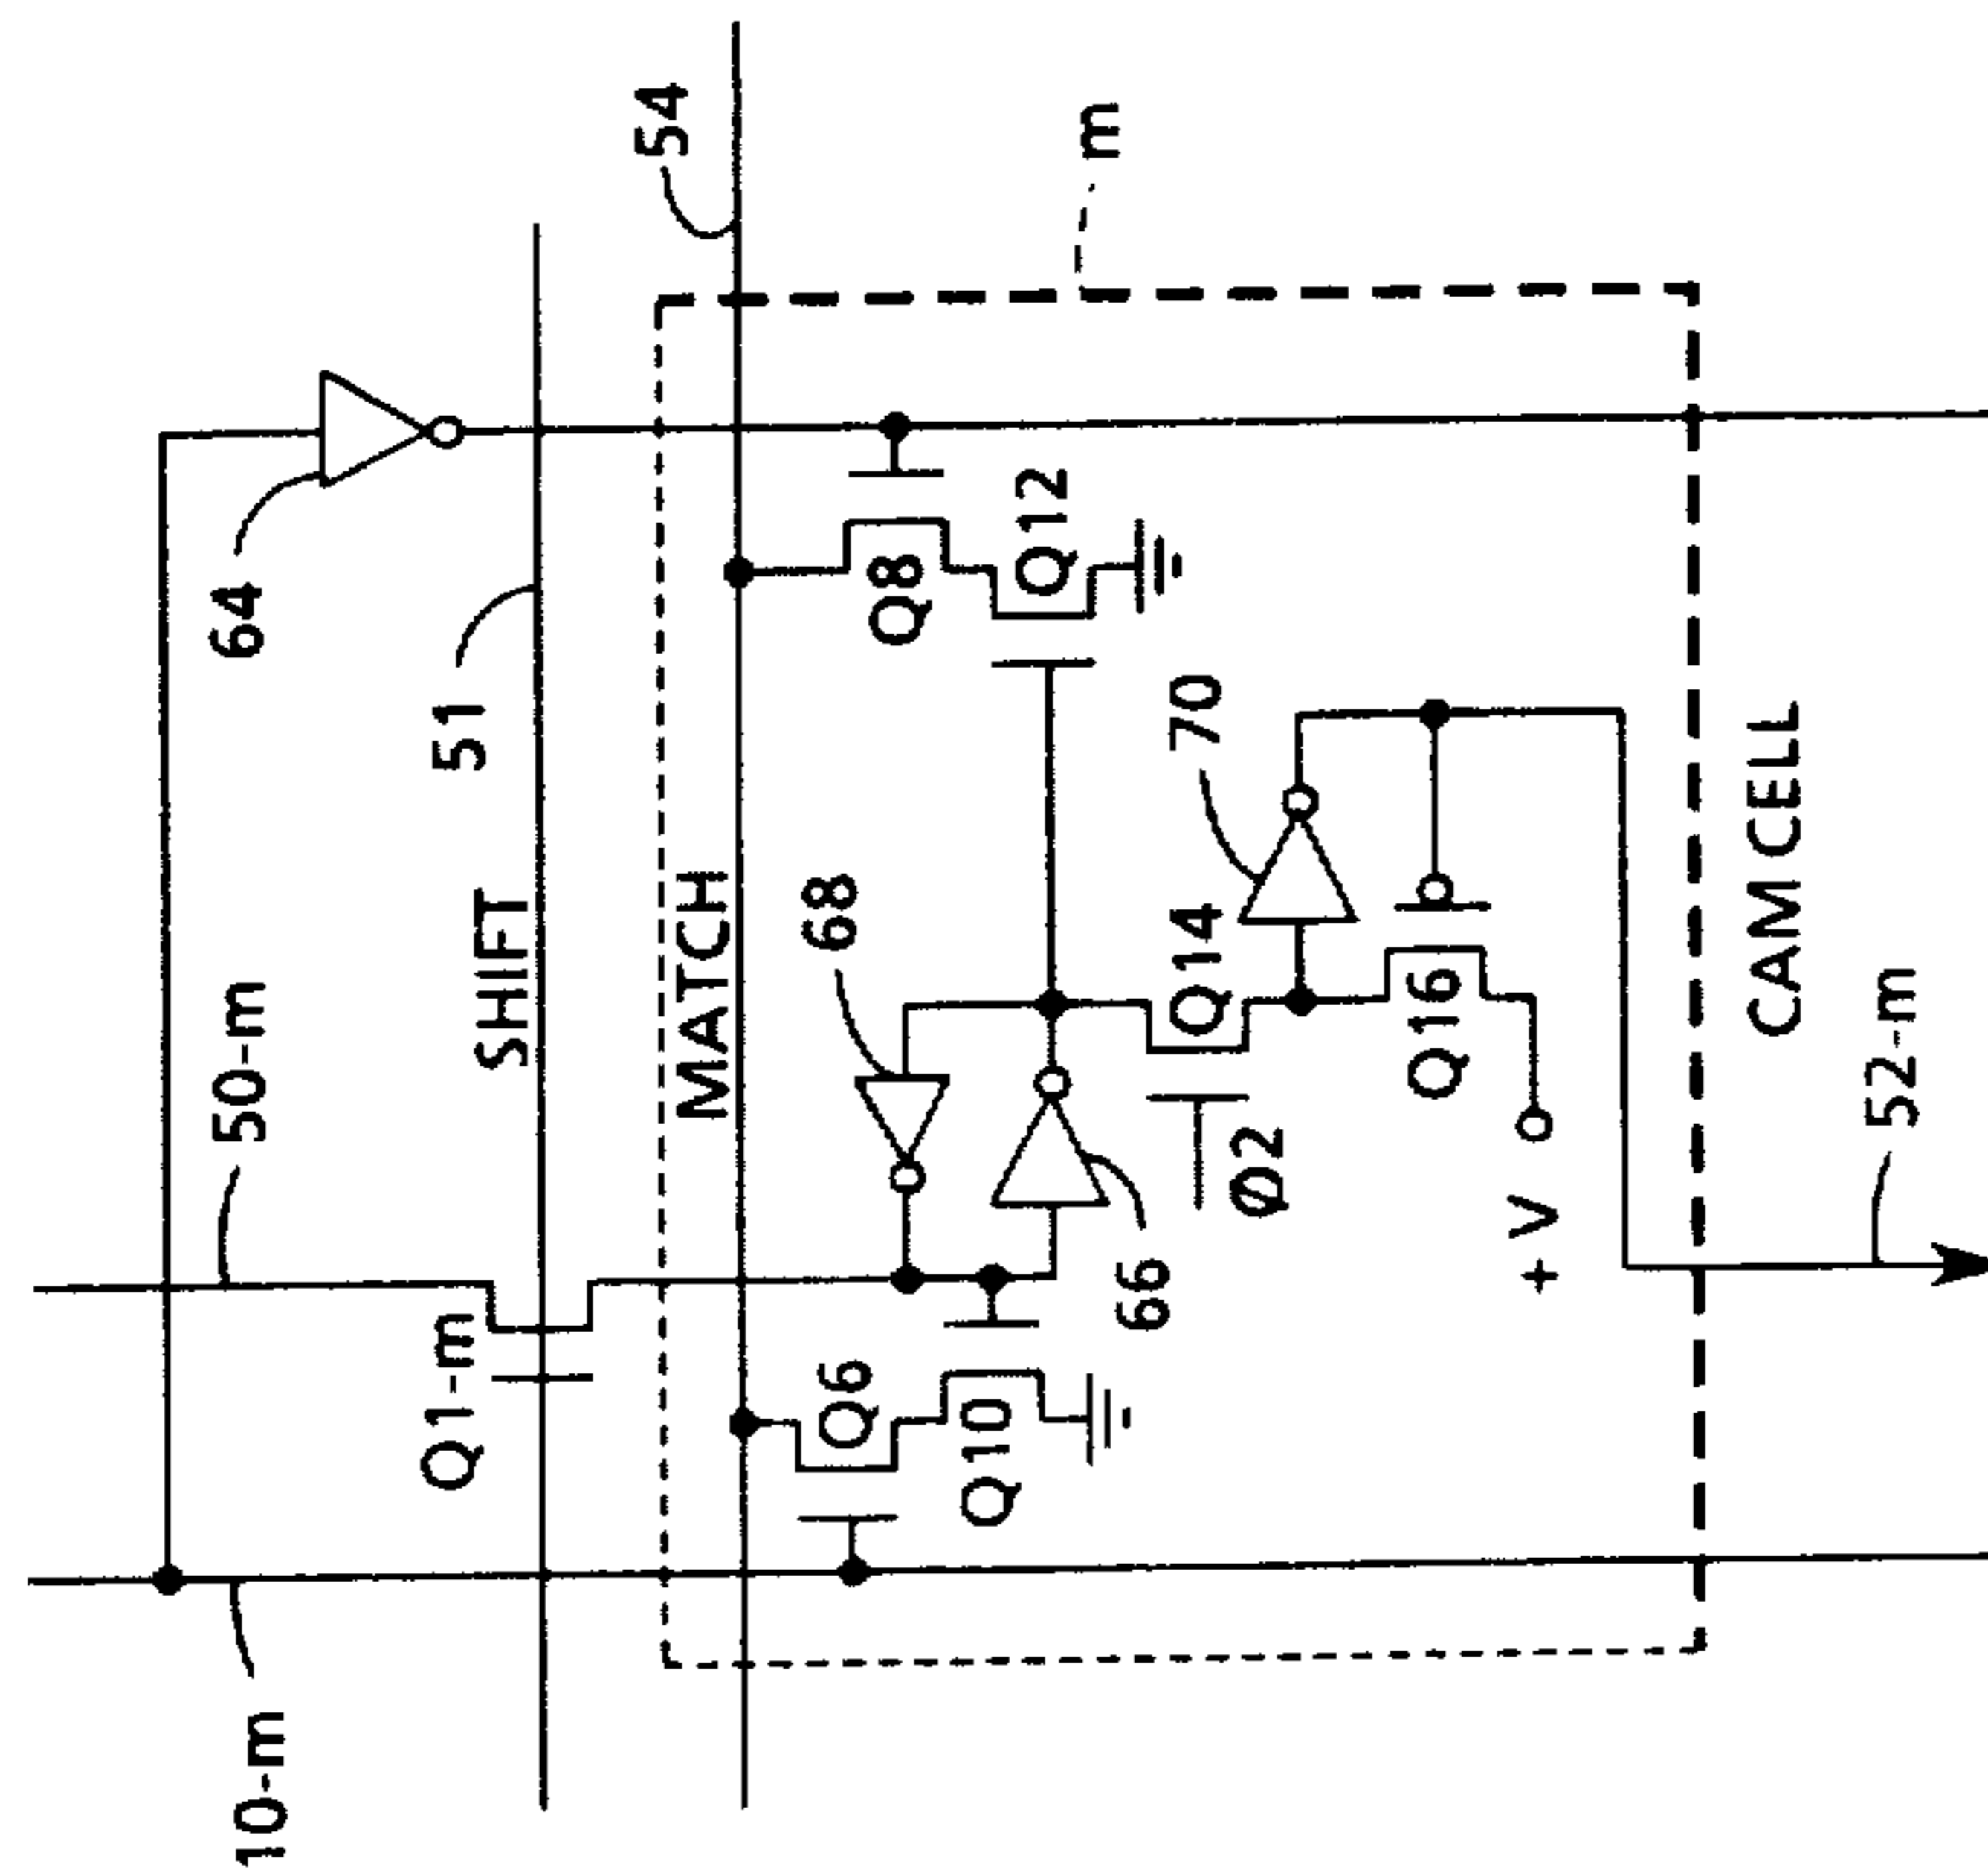 10-m
50-m
64
Q1-m
51
SHIFT
54
MATCH
Q6
68
Q8
Q10
Q12
m
66
Q14
70
Ø2
Q16
+V
CAM CELL
52-m